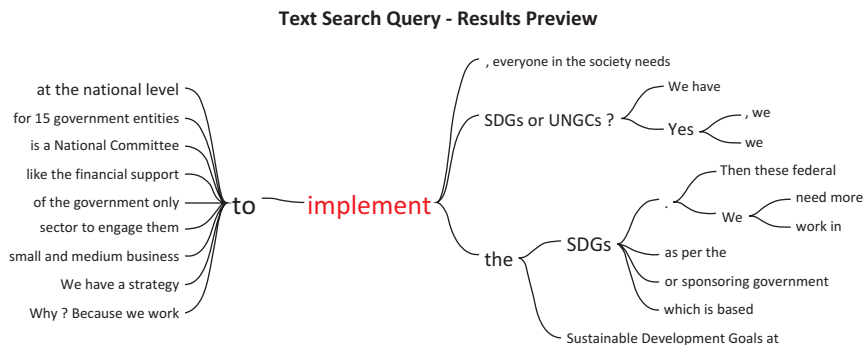 Text Search Query - Results Preview
at the national level
for 15 government entities
is a National Committee
like the financial support
of the government only
sector to engage them
small and medium business
We have a strategy
Why ? Because we work
to
implement
, everyone in the society needs
SDGs or UNGCs ?
We have
Yes
, we
we
the
SDGs
.
Then these federal
We
need more
work in
as per the
or sponsoring government
which is based
Sustainable Development Goals at